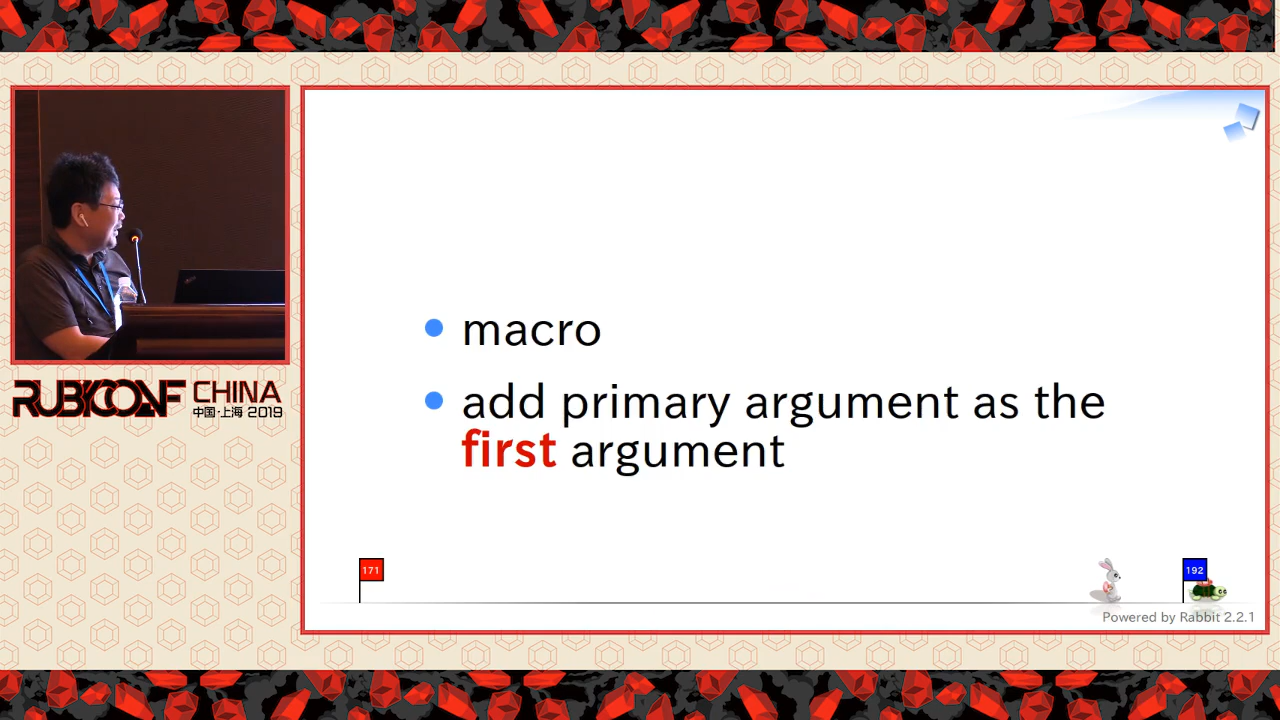 RUBYCONF CHINA
中国·上海 2019
macro
add primary argument as the
first argument
171
192
Powered by Rabbit 2.2.1